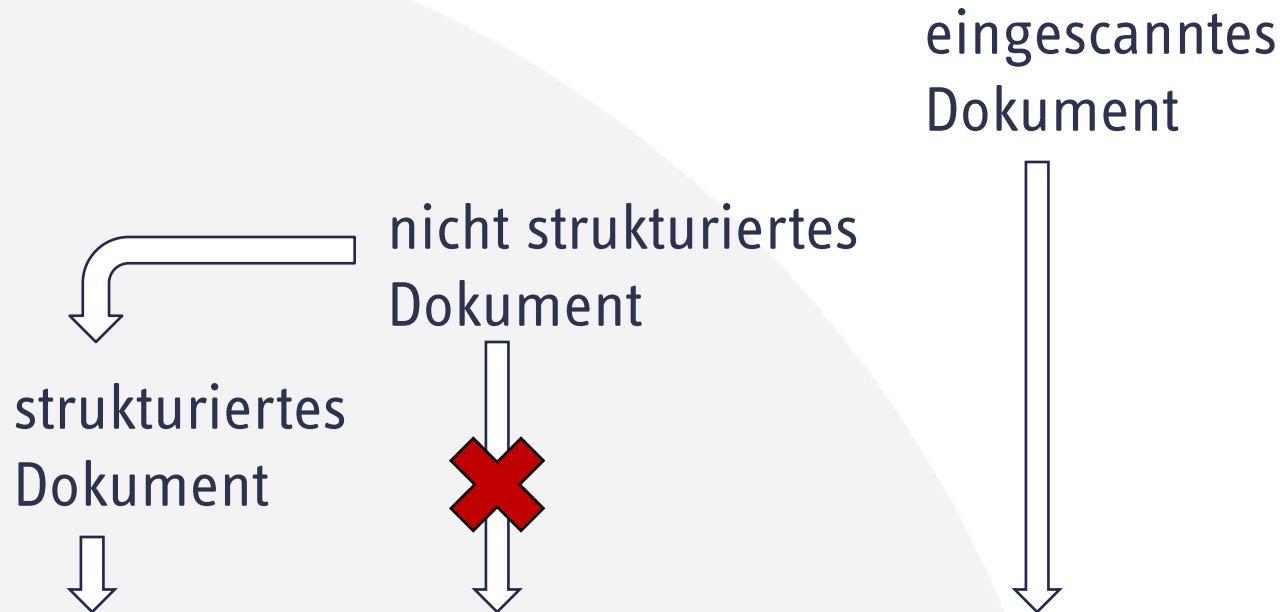 eingescanntes
Dokument
nicht strukturiertes
Dokument
strukturiertes
Dokument